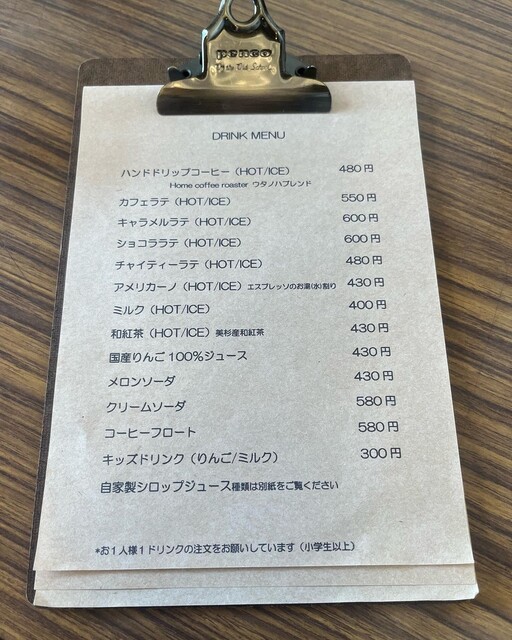 penco
DRINK MENU
ハンドドリップコーヒー（HOT/ICE） 480円
Home coffee roaster ウタノハブレンド
カフェラテ（HOT/ICE） 550円
キャラメルラテ（HOT/ICE） 600円
ショコララテ（HOT/ICE） 600円
チャイティーラテ（HOT/ICE） 480円
アメリカーノ（HOT/ICE）エスプレッソのお湯(水)割り 430円
ミルク（HOT/ICE） 400円
和紅茶（HOT/ICE）美杉産和紅茶 430円
国産りんご100%ジュース 430円
メロンソーダ 430円
クリームソーダ 580円
コーヒーフロート 580円
キッズドリンク（りんご/ミルク） 300円
自家製シロップジュース種類は別紙をご覧ください
*お1人様1ドリンクの注文をお願いしています（小学生以上）